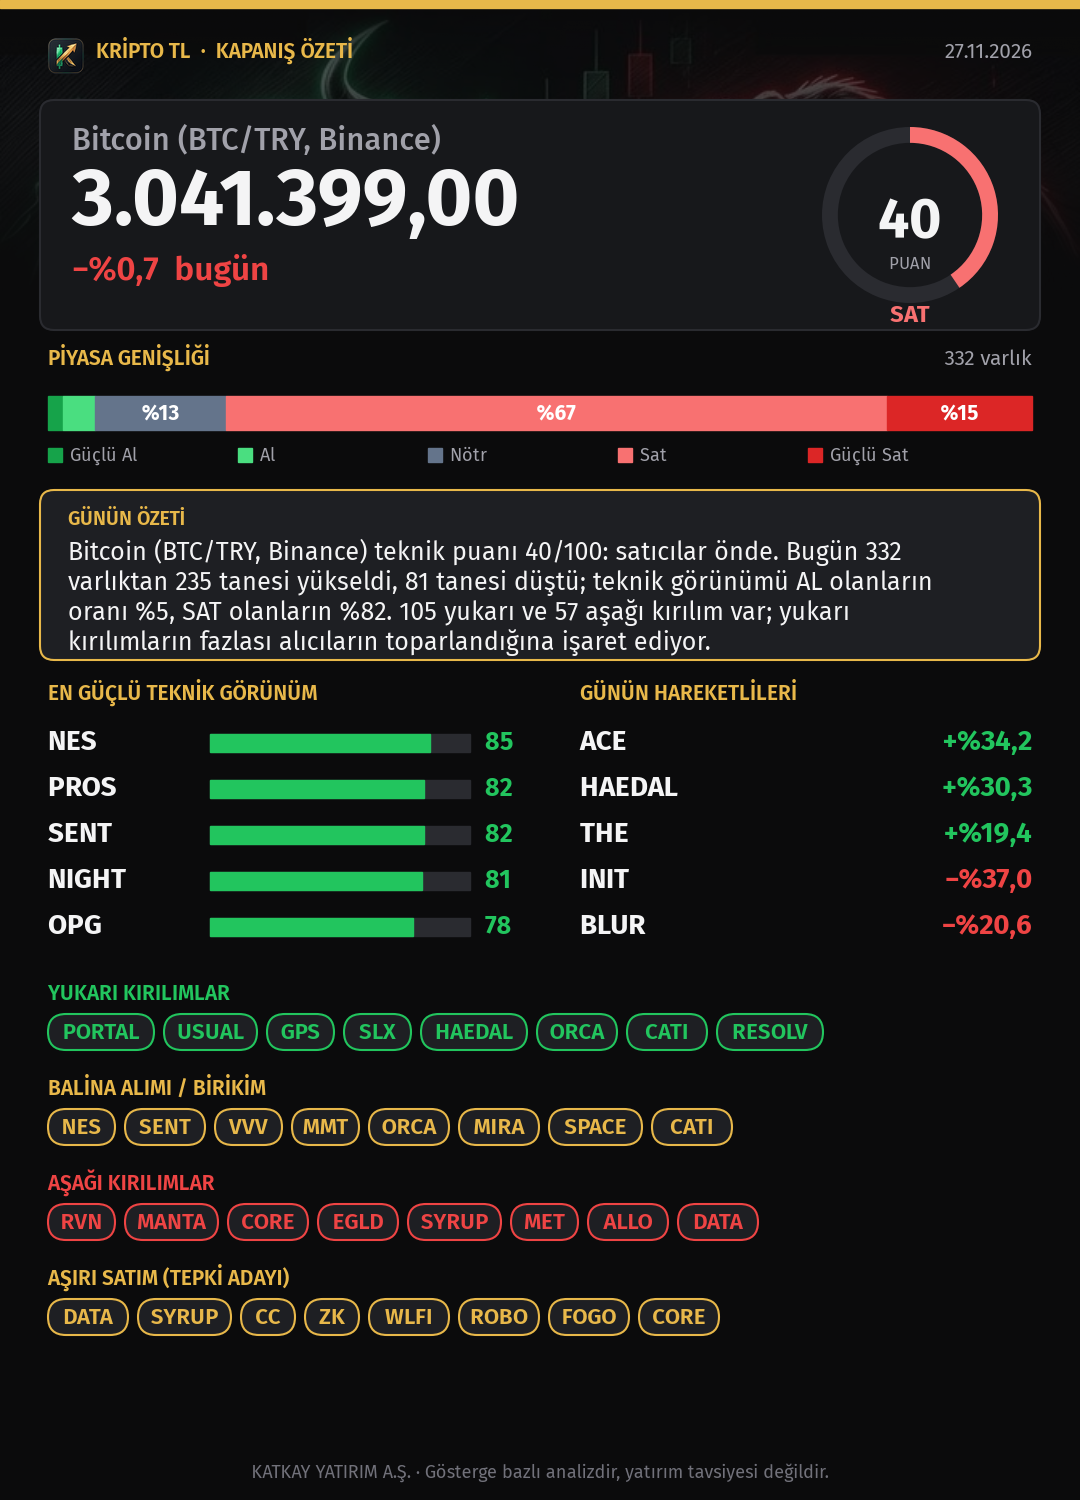 KRİPTO TL · KAPANIŞ ÖZETİ
27.11.2026
Bitcoin (BTC/TRY, Binance)
3.041.399,00
−%0,7 bugün
40
PUAN
SAT
PİYASA GENİŞLİĞİ
332 varlık
%13
%67
%15
Güçlü Al
Al
Nötr
Sat
Güçlü Sat
GÜNÜN ÖZETİ
Bitcoin (BTC/TRY, Binance) teknik puanı 40/100: satıcılar önde. Bugün 332
varlıktan 235 tanesi yükseldi, 81 tanesi düştü; teknik görünümü AL olanların
oranı %5, SAT olanların %82. 105 yukarı ve 57 aşağı kırılım var; yukarı
kırılımların fazlası alıcıların toparlandığına işaret ediyor.
EN GÜÇLÜ TEKNİK GÖRÜNÜM
NES 85
PROS 82
SENT 82
NIGHT 81
OPG 78
GÜNÜN HAREKETLİLERİ
ACE +%34,2
HAEDAL +%30,3
THE +%19,4
INIT −%37,0
BLUR −%20,6
YUKARI KIRILIMLAR
PORTAL USUAL GPS SLX HAEDAL ORCA CATI RESOLV
BALİNA ALIMI / BİRİKİM
NES SENT VVV MMT ORCA MIRA SPACE CATI
AŞAĞI KIRILIMLAR
RVN MANTA CORE EGLD SYRUP MET ALLO DATA
AŞIRI SATIM (TEPKİ ADAYI)
DATA SYRUP CC ZK WLFI ROBO FOGO CORE
KATKAY YATIRIM A.Ş. · Gösterge bazlı analizdir, yatırım tavsiyesi değildir.